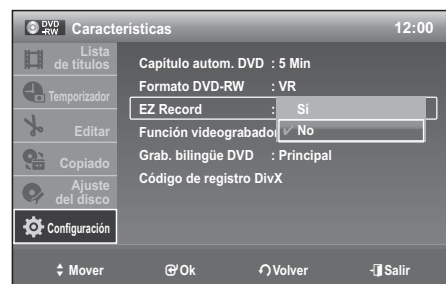 DVD-RW Características 12:00
Lista de titulos
Temporizador
Editar
Copiado
Ajuste del disco
Configuración
Capítulo autom. DVD : 5 Min
Formato DVD-RW : VR
EZ Record : Sí
Función videograbador ✓ No
Grab. bilingüe DVD : Principal
Código de registro DivX
Mover Ok Volver Salir